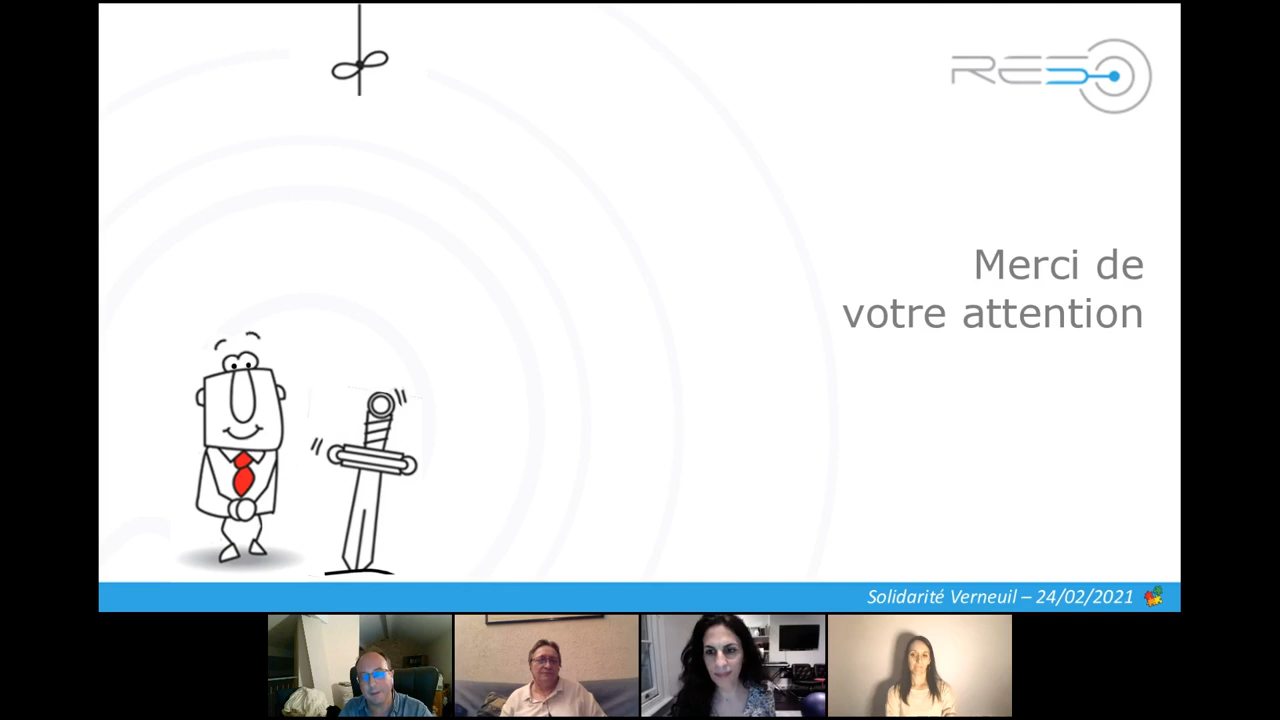 RESO
Merci de
votre attention
Solidarité Verneuil – 24/02/2021